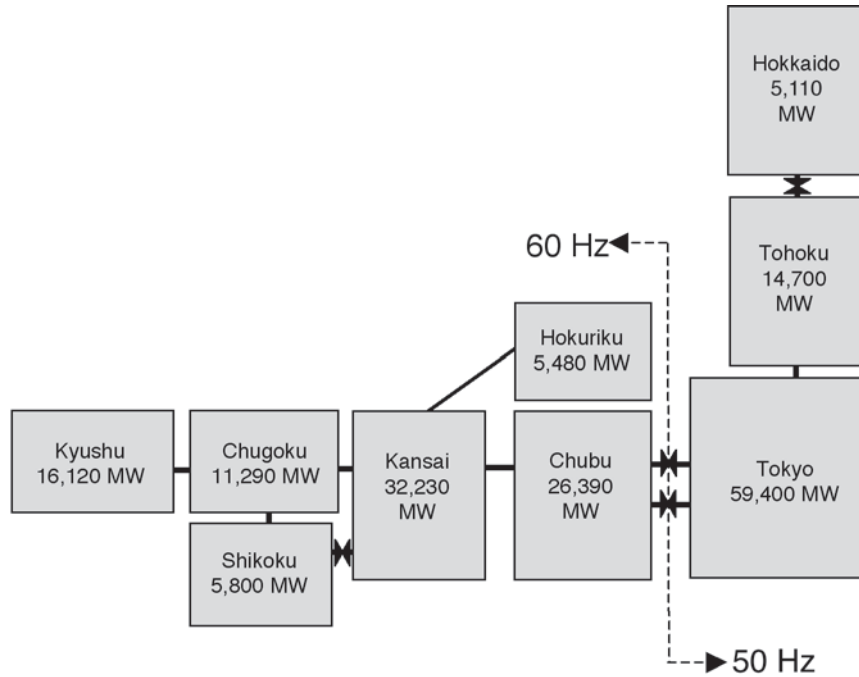 Hokkaido
5,110
MW
60 Hz
Tohoku
14,700
MW
Hokuriku
5,480 MW
Kyushu
16,120 MW
Chugoku
11,290 MW
Kansai
32,230
MW
Chubu
26,390
MW
Tokyo
59,400 MW
Shikoku
5,800 MW
50 Hz